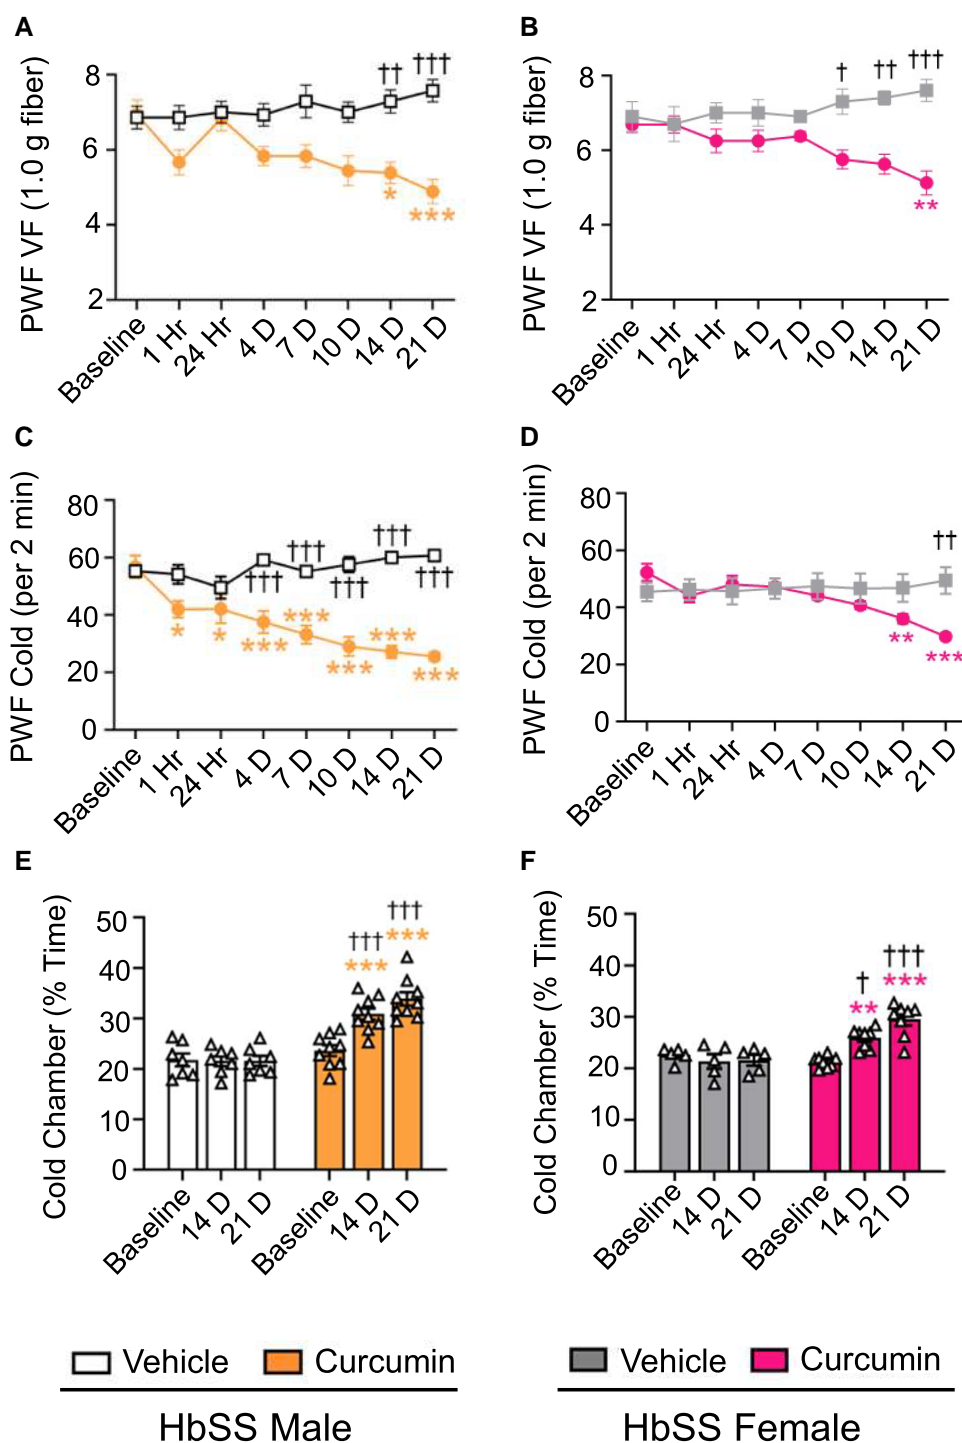 A
PWF VF (1.0 g fiber)
8
6
4
2
†† †††
* ***
Baseline 1 Hr 24 Hr 4 D 7 D 10 D 14 D 21 D
B
PWF VF (1.0 g fiber)
8
6
4
2
† †† †††
**
Baseline 1 Hr 24 Hr 4 D 7 D 10 D 14 D 21 D
C
PWF Cold (per 2 min)
80
60
40
20
0
††† ††† ††† ††† †††
* * *** *** *** *** ***
Baseline 1 Hr 24 Hr 4 D 7 D 10 D 14 D 21 D
D
PWF Cold (per 2 min)
80
60
40
20
0
††
** ***
Baseline 1 Hr 24 Hr 4 D 7 D 10 D 14 D 21 D
E
Cold Chamber (% Time)
50
40
30
20
10
0
††† †††
*** ***
Baseline 14 D 21 D Baseline 14 D 21 D
F
Cold Chamber (% Time)
50
40
30
20
10
0
† †††
** ***
Baseline 14 D 21 D Baseline 14 D 21 D
Vehicle Curcumin
HbSS Male
Vehicle Curcumin
HbSS Female